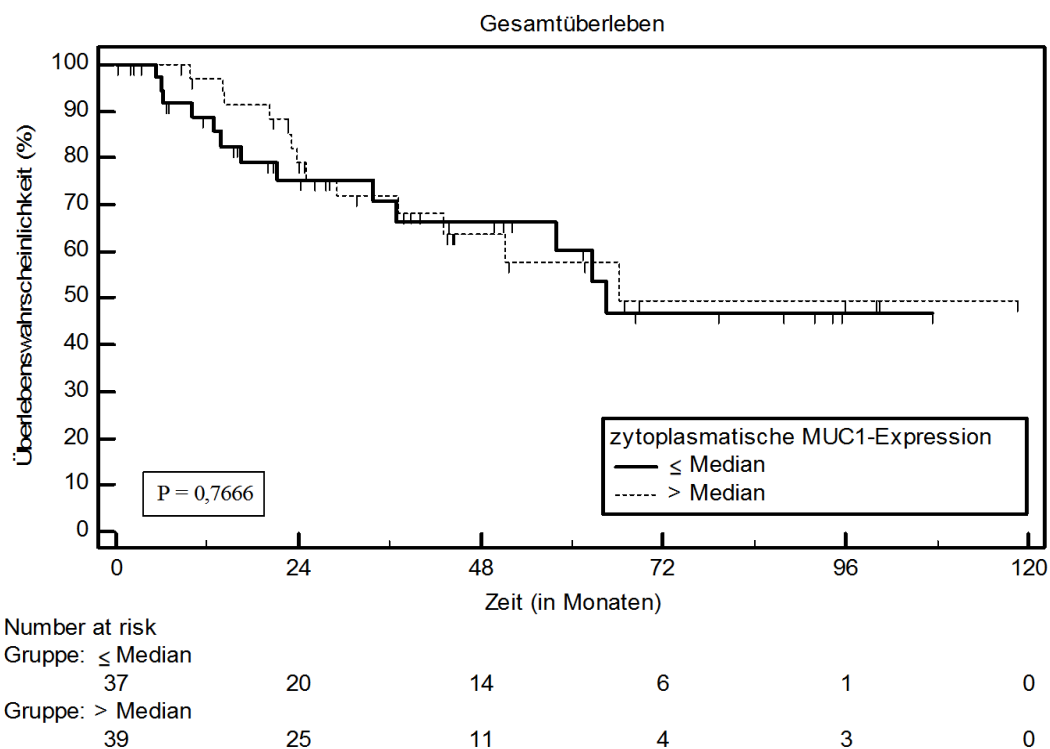 Gesamtüberleben
Überlebenswahrscheinlichkeit (%)
100
90
80
70
60
50
40
30
20
10
0
P = 0,7666
zytoplasmatische MUC1-Expression
≤ Median
> Median
0 24 48 72 96 120
Zeit (in Monaten)
Number at risk
Gruppe: ≤ Median
37 20 14 6 1 0
Gruppe: > Median
39 25 11 4 3 0